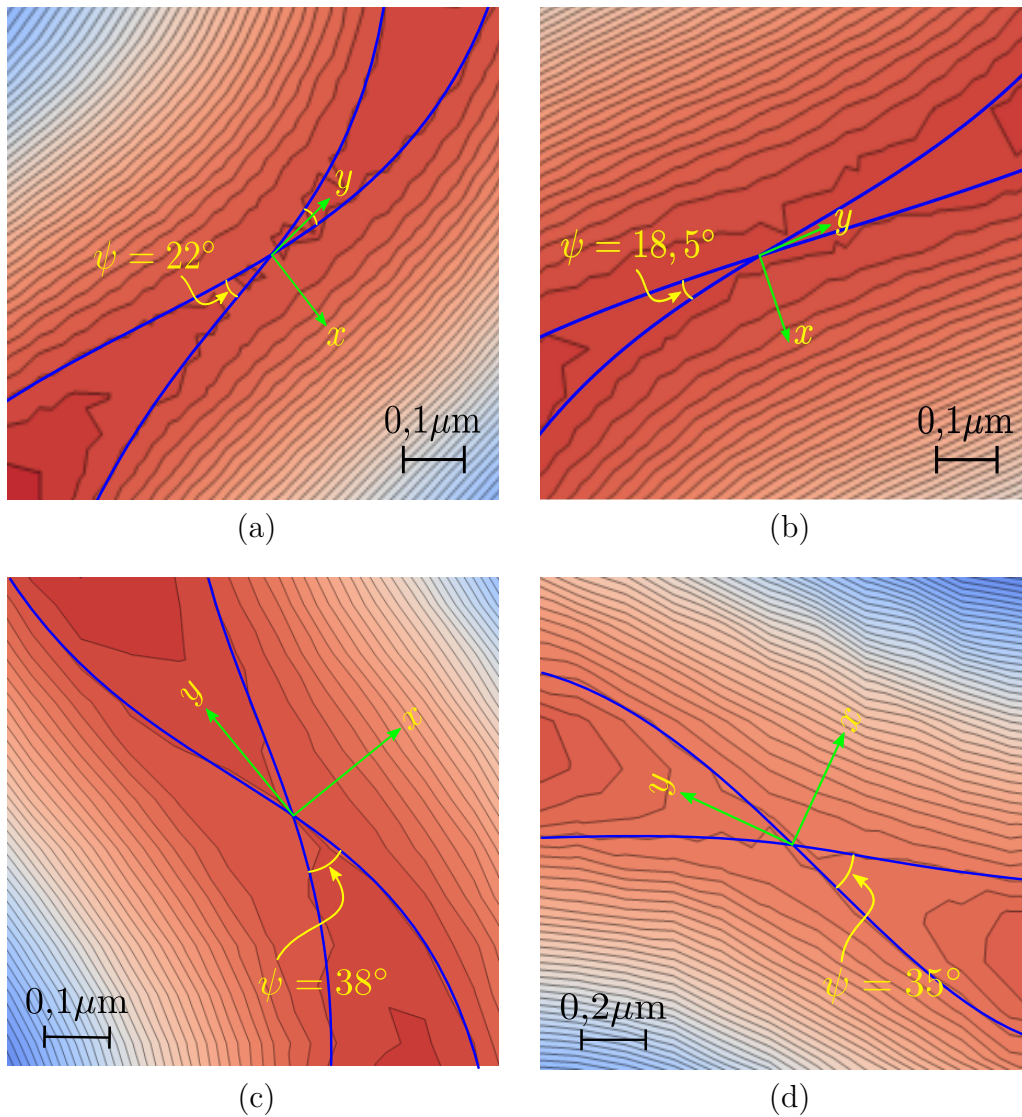 y
ψ = 22°
x
0,1μm
(a)
y
ψ = 18, 5°
x
0,1μm
(b)
y
x
ψ = 38°
0,1μm
(c)
x
y
ψ = 35°
0,2μm
(d)